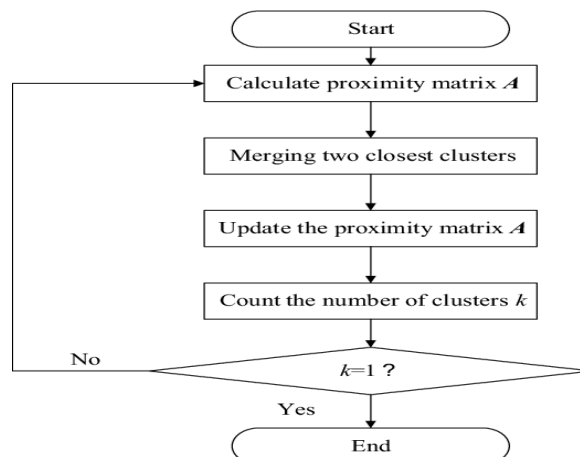 Start
Calculate proximity matrix A
Merging two closest clusters
Update the proximity matrix A
Count the number of clusters k
No
k=1 ?
Yes
End